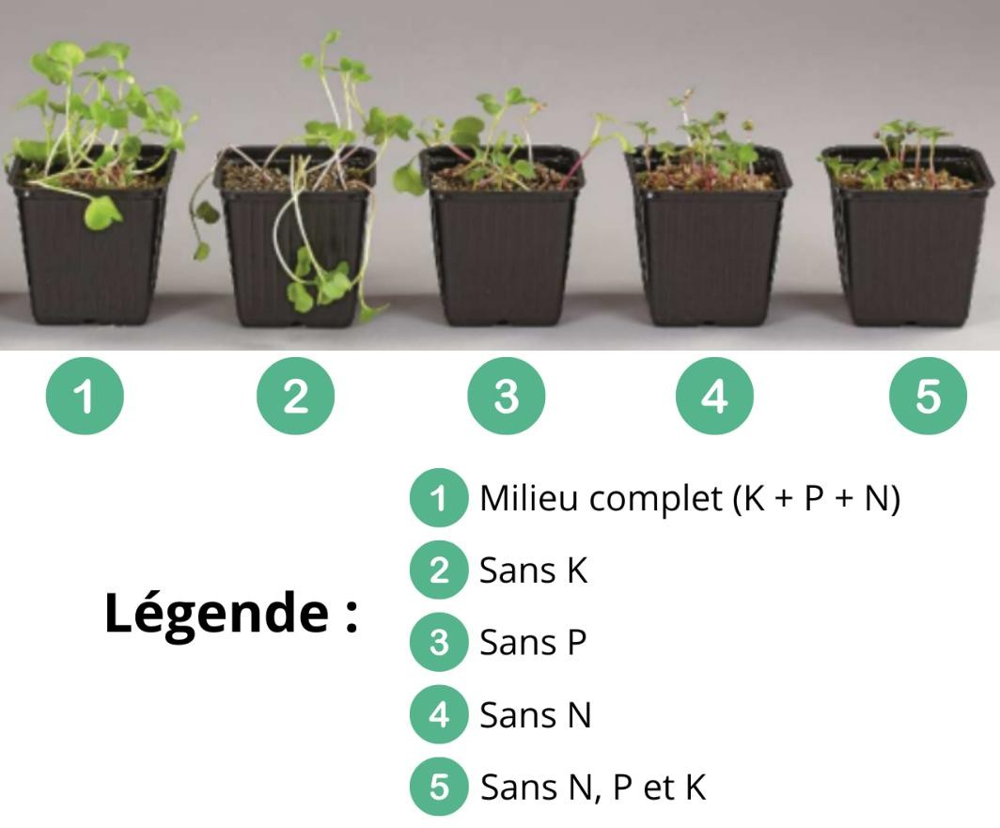 1 2 3 4 5
1 Milieu complet (K + P + N)
2 Sans K
Légende :
3 Sans P
4 Sans N
5 Sans N, P et K